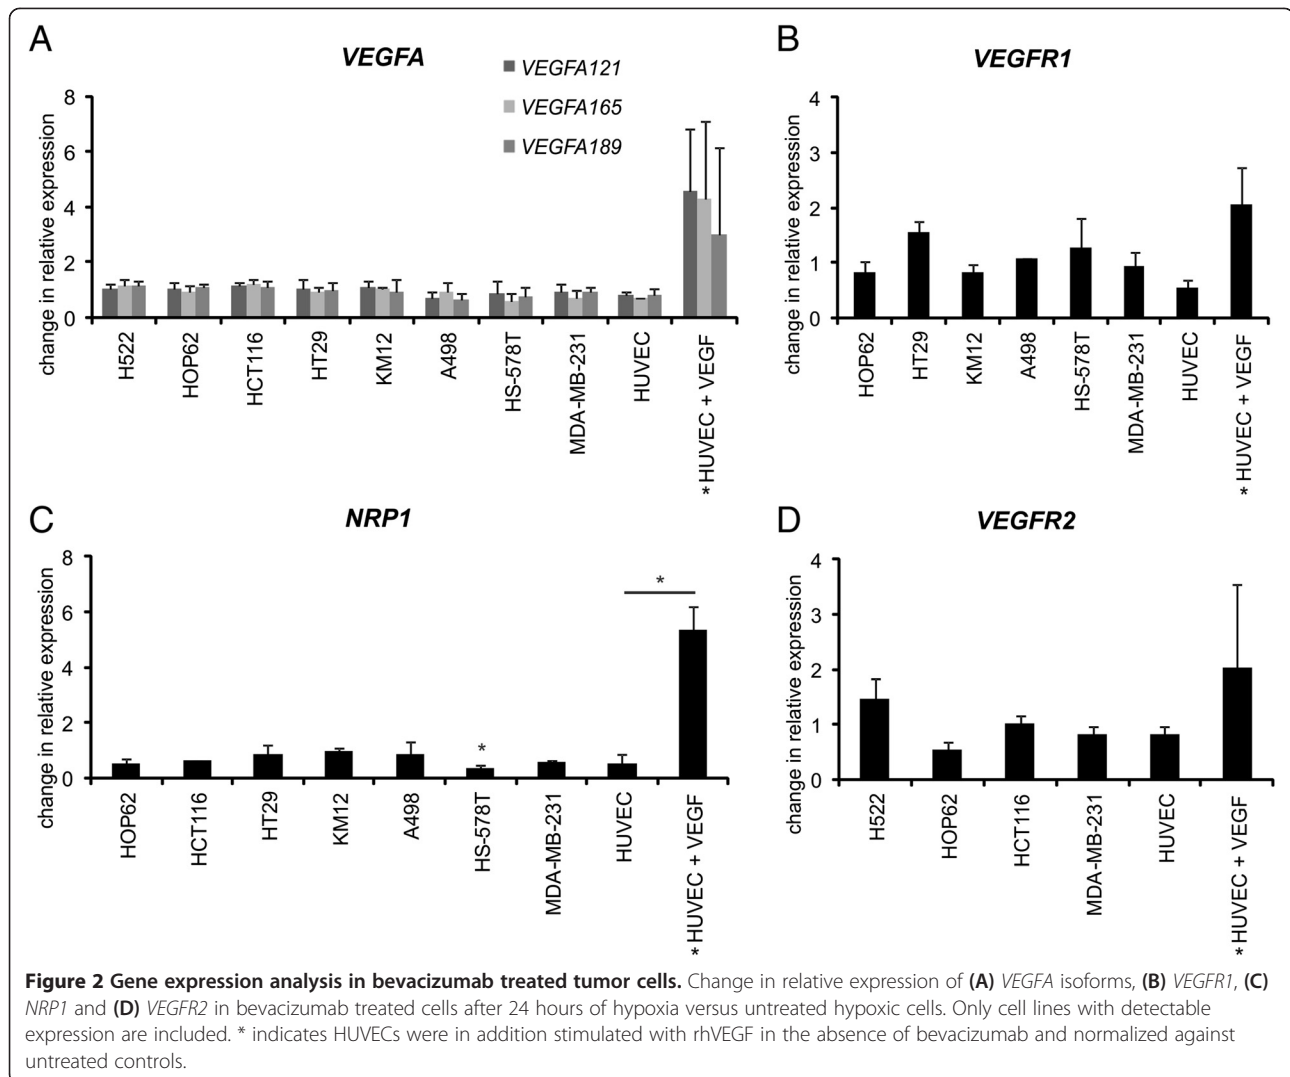 A
VEGFA
VEGFA121
VEGFA165
VEGFA189
change in relative expression
8
6
4
2
0
H522
HOP62
HCT116
HT29
KM12
A498
HS-578T
MDA-MB-231
HUVEC
* HUVEC + VEGF
B
VEGFR1
change in relative expression
4
3
2
1
0
HOP62
HT29
KM12
A498
HS-578T
MDA-MB-231
HUVEC
* HUVEC + VEGF
C
NRP1
change in relative expression
8
6
4
2
0
*
*
HOP62
HCT116
HT29
KM12
A498
HS-578T
MDA-MB-231
HUVEC
* HUVEC + VEGF
D
VEGFR2
change in relative expression
4
3
2
1
0
H522
HOP62
HCT116
MDA-MB-231
HUVEC
* HUVEC + VEGF
Figure 2 Gene expression analysis in bevacizumab treated tumor cells. Change in relative expression of (A) VEGFA isoforms, (B) VEGFR1, (C)
NRP1 and (D) VEGFR2 in bevacizumab treated cells after 24 hours of hypoxia versus untreated hypoxic cells. Only cell lines with detectable
expression are included. * indicates HUVECs were in addition stimulated with rhVEGF in the absence of bevacizumab and normalized against
untreated controls.